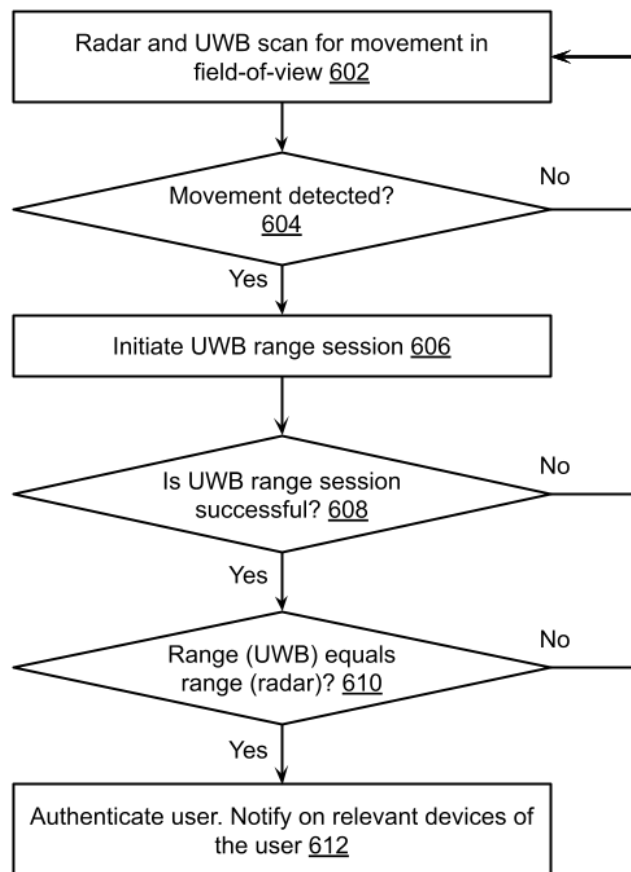 Radar and UWB scan for movement in
field-of-view 602
Movement detected?
604
No
Yes
Initiate UWB range session 606
Is UWB range session
successful? 608
No
Yes
Range (UWB) equals
range (radar)? 610
No
Yes
Authenticate user. Notify on relevant devices of
the user 612